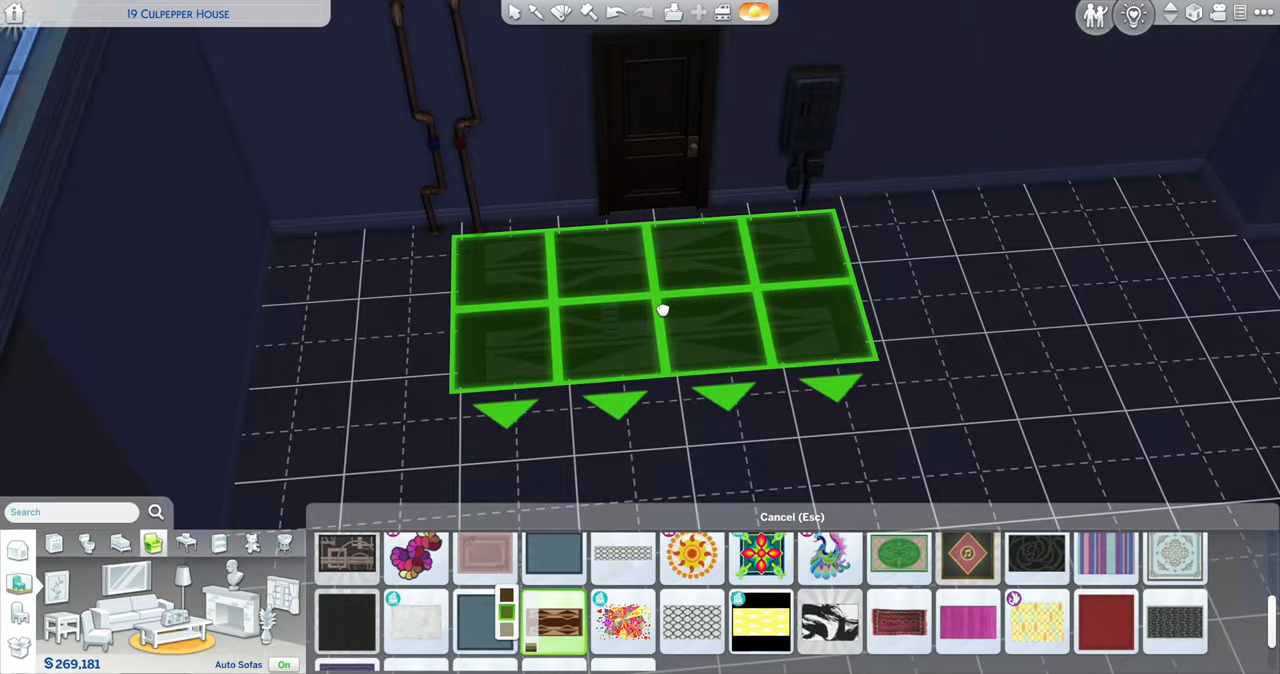 19 CULPEPPER HOUSE
Cancel (Esc)
Search
§269,181
Auto Sofas
On